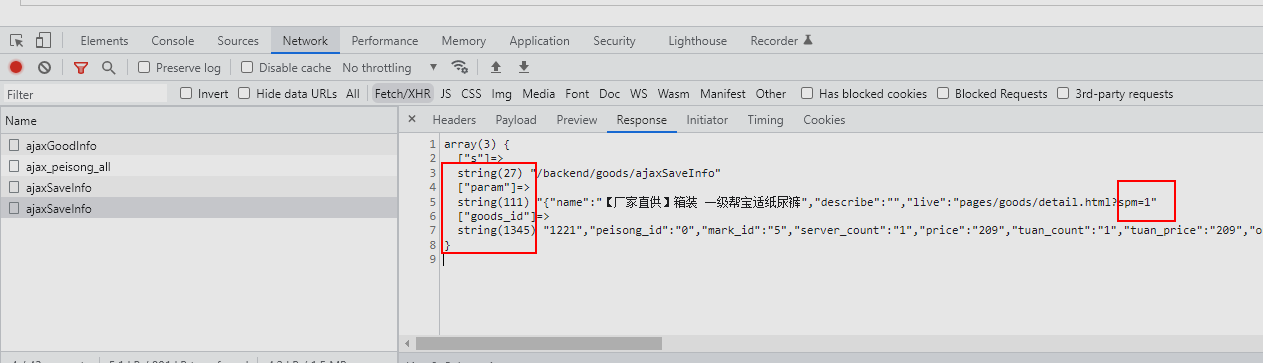 Elements Console Sources Network Performance Memory Application Security Lighthouse Recorder
Preserve log Disable cache No throttling
Filter Invert Hide data URLs All Fetch/XHR JS CSS Img Media Font Doc WS Wasm Manifest Other Has blocked cookies Blocked Requests 3rd-party requests
Name
ajaxGoodInfo
ajax_peisong_all
ajaxSaveInfo
ajaxSaveInfo
× Headers Payload Preview Response Initiator Timing Cookies
1 array(3) {
2 ["s"]=>
3 string(27) "/backend/goods/ajaxSaveInfo"
4 ["param"]=>
5 string(111) "{"name":"【厂家直供】箱装 一级帮宝适纸尿裤","describe":"","live":"pages/goods/detail.html?spm=1"
6 ["goods_id"]=>
7 string(1345) "1221","peisong_id":"0","mark_id":"5","server_count":"1","price":"209","tuan_count":"1","tuan_price":"209","o
8 }
9